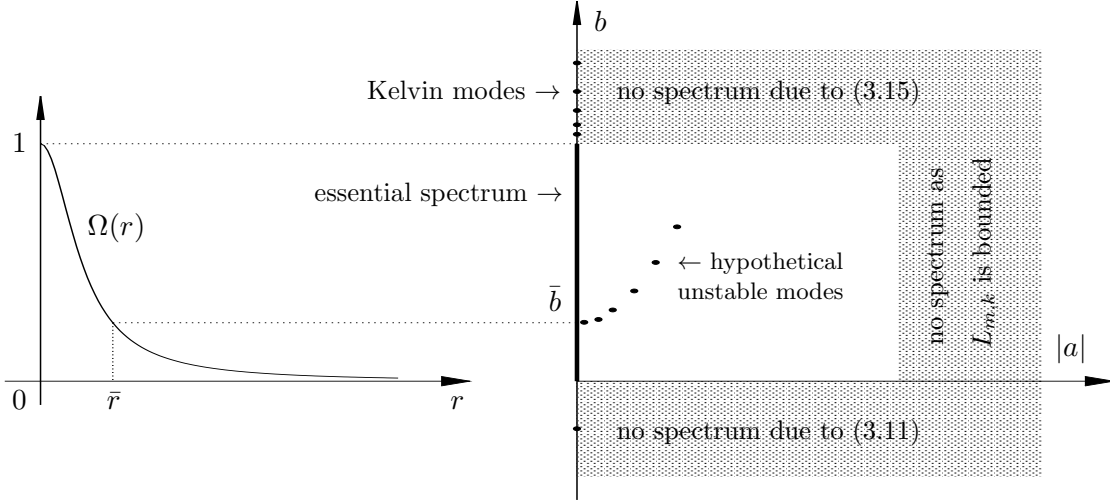 b
Kelvin modes → no spectrum due to (3.15)
1
essential spectrum →
Ω(r)
← hypothetical
unstable modes
b̄
no spectrum as
L_{m,k} is bounded
|a|
0
r̄
r
no spectrum due to (3.11)